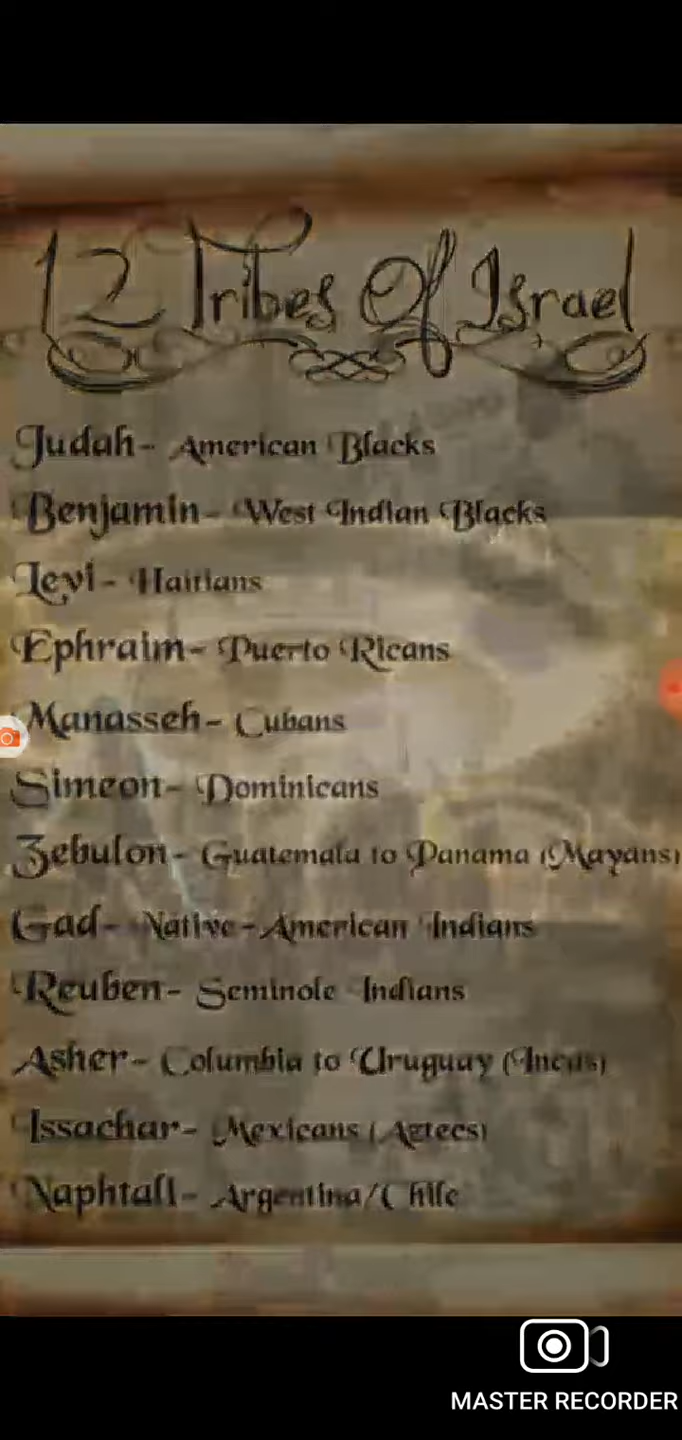 12 Tribes Of Israel
Judah- American Blacks
Benjamin- West Indian Blacks
Levi- Haitians
Ephraim- Puerto Ricans
Manasseh- Cubans
Simeon- Dominicans
Zebulon- Guatemala to Panama (Mayans)
Gad- Native-American Indians
Reuben- Seminole Indians
Asher- Columbia to Uruguay (Incas)
Issachar- Mexicans (Aztecs)
Naphtali- Argentina/Chile
MASTER RECORDER